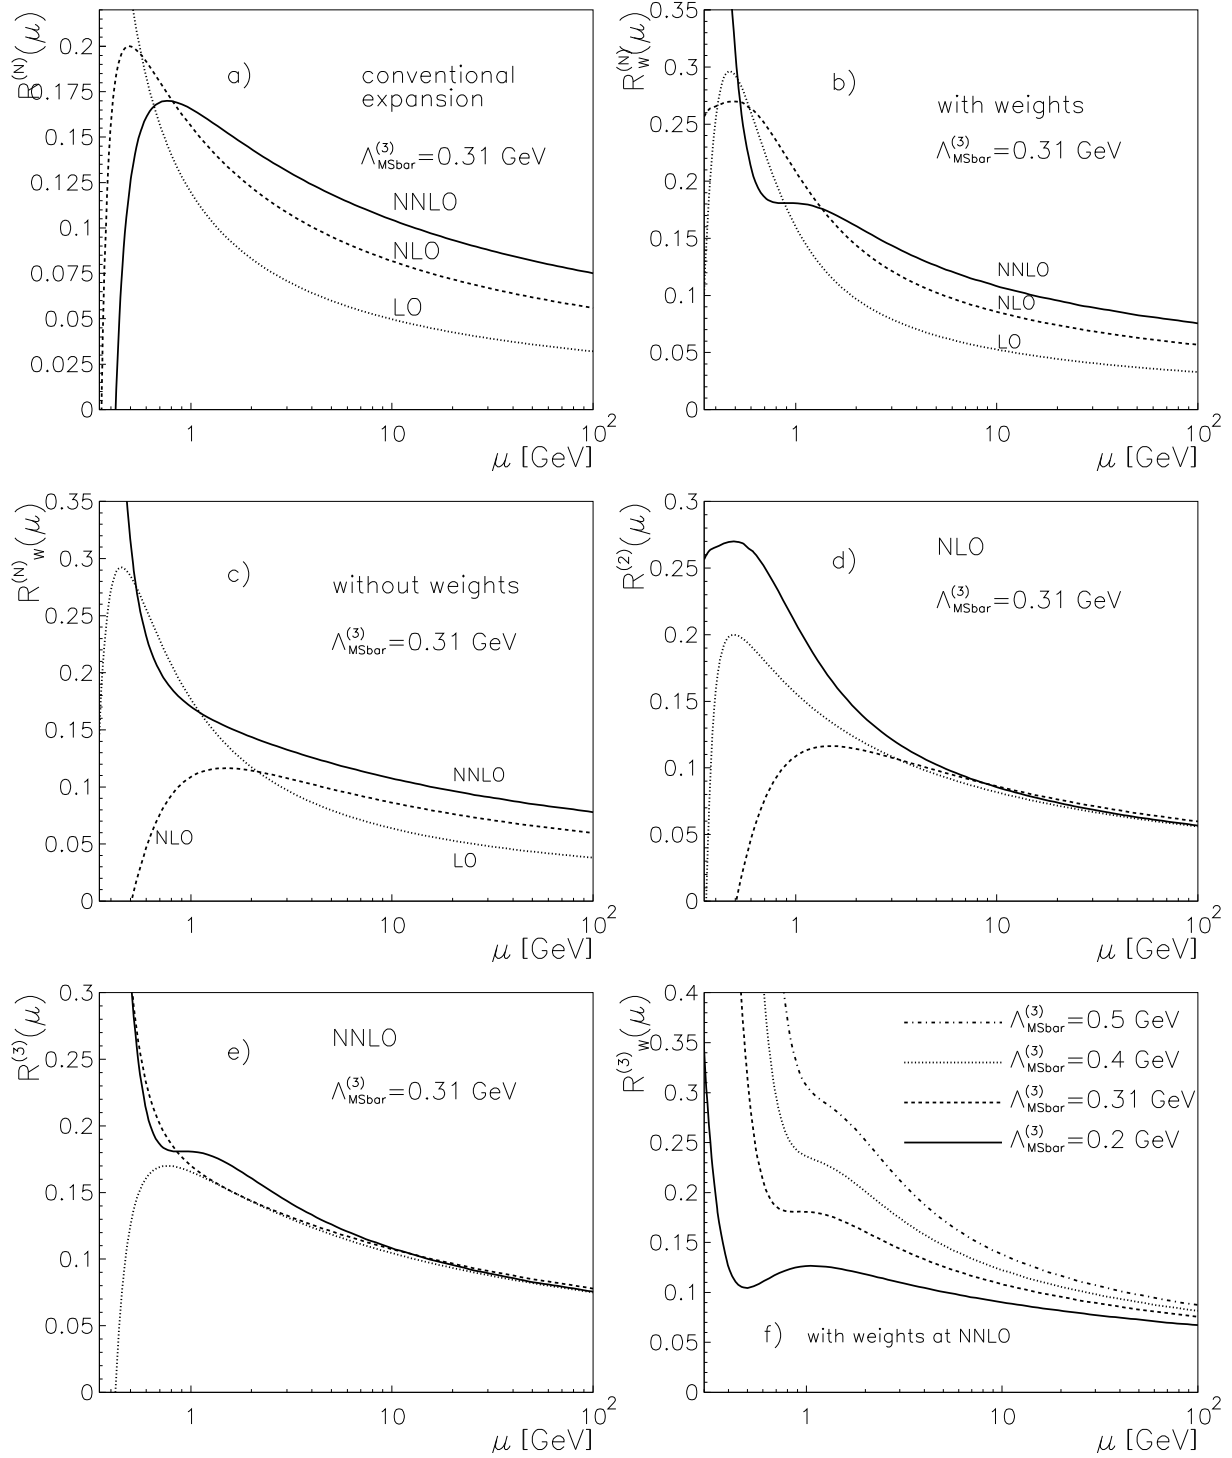 R^(N)(μ)
0.2
0.175
0.15
0.125
0.1
0.075
0.05
0.025
0
a)
conventional
expansion
Λ^(3)_MSbar=0.31 GeV
NNLO
NLO
LO
1
10
10^2
μ [GeV]
R_W^(N)(μ)
0.35
0.3
0.25
0.2
0.15
0.1
0.05
0
b)
with weights
Λ^(3)_MSbar=0.31 GeV
NNLO
NLO
LO
1
10
10^2
μ [GeV]
R^(N)_W(μ)
0.35
0.3
0.25
0.2
0.15
0.1
0.05
0
c)
without weights
Λ^(3)_MSbar=0.31 GeV
NNLO
NLO
LO
1
10
10^2
μ [GeV]
R^(2)(μ)
0.3
0.25
0.2
0.15
0.1
0.05
0
d)
NLO
Λ^(3)_MSbar=0.31 GeV
1
10
10^2
μ [GeV]
R^(3)(μ)
0.3
0.25
0.2
0.15
0.1
0.05
0
e)
NNLO
Λ^(3)_MSbar=0.31 GeV
1
10
10^2
μ [GeV]
R^(3)_W(μ)
0.4
0.35
0.3
0.25
0.2
0.15
0.1
0.05
0
Λ^(3)_MSbar=0.5 GeV
Λ^(3)_MSbar=0.4 GeV
Λ^(3)_MSbar=0.31 GeV
Λ^(3)_MSbar=0.2 GeV
f) with weights at NNLO
1
10
10^2
μ [GeV]